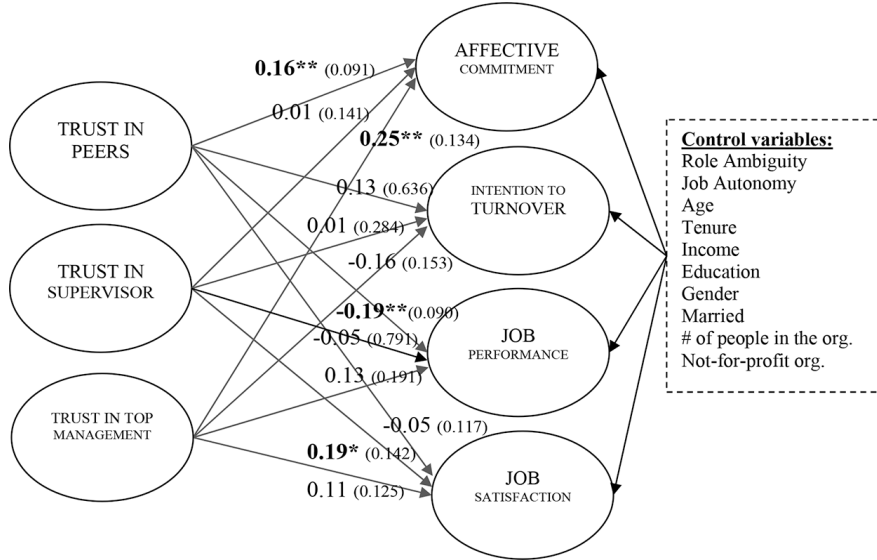 AFFECTIVE
COMMITMENT
0.16** (0.091)
0.01 (0.141)
0.25** (0.134)
TRUST IN
PEERS
Control variables:
Role Ambiguity
Job Autonomy
Age
Tenure
Income
Education
Gender
Married
# of people in the org.
Not-for-profit org.
0.13 (0.636)
INTENTION TO
TURNOVER
0.01 (0.284)
-0.16 (0.153)
TRUST IN
SUPERVISOR
-0.19** (0.090)
-0.05 (0.791)
JOB
PERFORMANCE
0.13 (0.191)
TRUST IN TOP
MANAGEMENT
-0.05 (0.117)
0.19* (0.142)
0.11 (0.125)
JOB
SATISFACTION